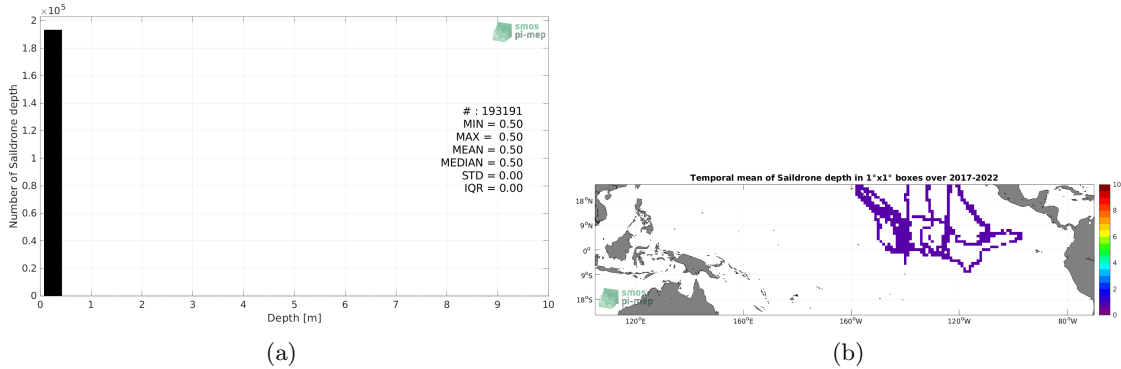 ×10⁵
2
1.8
1.6
1.4
1.2
1
0.8
0.6
0.4
0.2
0
Number of Saildrone depth
smos
pi-mep
# : 193191
MIN = 0.50
MAX = 0.50
MEAN = 0.50
MEDIAN = 0.50
STD = 0.00
IQR = 0.00
0 1 2 3 4 5 6 7 8 9 10
Depth [m]
(a)
Temporal mean of Saildrone depth in 1°x1° boxes over 2017-2022
18°N
9°N
0°
9°S
18°S
smos
pi-mep
120°E 160°E 160°W 120°W 80°W
10
8
6
4
2
0
(b)